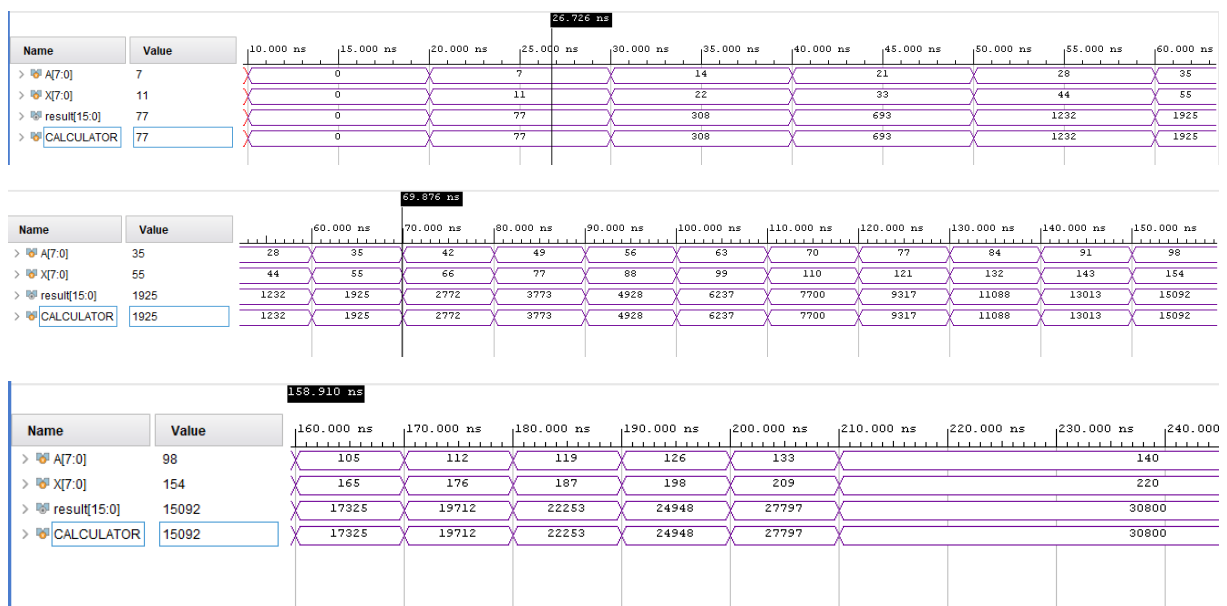 26.726 ns
Name Value 10.000 ns 15.000 ns 20.000 ns 25.000 ns 30.000 ns 35.000 ns 40.000 ns 45.000 ns 50.000 ns 55.000 ns 60.000 ns
A[7:0] 7 0 7 14 21 28 35
X[7:0] 11 0 11 22 33 44 55
result[15:0] 77 0 77 308 693 1232 1925
CALCULATOR 77 0 77 308 693 1232 1925
69.876 ns
Name Value 60.000 ns 70.000 ns 80.000 ns 90.000 ns 100.000 ns 110.000 ns 120.000 ns 130.000 ns 140.000 ns 150.000 ns
A[7:0] 35 28 35 42 49 56 63 70 77 84 91 98
X[7:0] 55 44 55 66 77 88 99 110 121 132 143 154
result[15:0] 1925 1232 1925 2772 3773 4928 6237 7700 9317 11088 13013 15092
CALCULATOR 1925 1232 1925 2772 3773 4928 6237 7700 9317 11088 13013 15092
158.910 ns
Name Value 160.000 ns 170.000 ns 180.000 ns 190.000 ns 200.000 ns 210.000 ns 220.000 ns 230.000 ns 240.000
A[7:0] 98 105 112 119 126 133 140
X[7:0] 154 165 176 187 198 209 220
result[15:0] 15092 17325 19712 22253 24948 27797 30800
CALCULATOR 15092 17325 19712 22253 24948 27797 30800